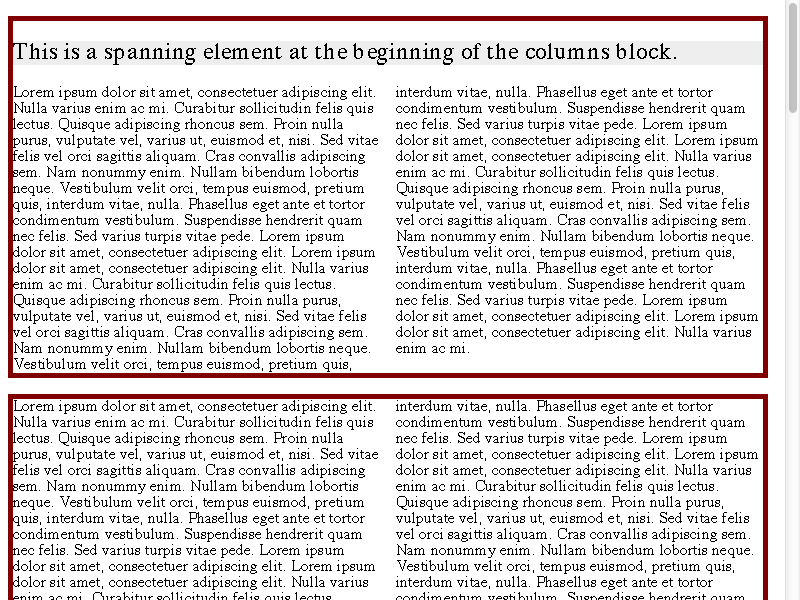 This is a spanning element at the beginning of the columns block.
Lorem ipsum dolor sit amet, consectetuer adipiscing elit.
Nulla varius enim ac mi. Curabitur sollicitudin felis quis
lectus. Quisque adipiscing rhoncus sem. Proin nulla
purus, vulputate vel, varius ut, euismod et, nisi. Sed vitae
felis vel orci sagittis aliquam. Cras convallis adipiscing
sem. Nam nonummy enim. Nullam bibendum lobortis
neque. Vestibulum velit orci, tempus euismod, pretium
quis, interdum vitae, nulla. Phasellus eget ante et tortor
condimentum vestibulum. Suspendisse hendrerit quam
nec felis. Sed varius turpis vitae pede. Lorem ipsum
dolor sit amet, consectetuer adipiscing elit. Lorem ipsum
dolor sit amet, consectetuer adipiscing elit. Nulla varius
enim ac mi. Curabitur sollicitudin felis quis lectus.
Quisque adipiscing rhoncus sem. Proin nulla purus,
vulputate vel, varius ut, euismod et, nisi. Sed vitae felis
vel orci sagittis aliquam. Cras convallis adipiscing sem.
Nam nonummy enim. Nullam bibendum lobortis neque.
Vestibulum velit orci, tempus euismod, pretium quis,
interdum vitae, nulla. Phasellus eget ante et tortor
condimentum vestibulum. Suspendisse hendrerit quam
nec felis. Sed varius turpis vitae pede. Lorem ipsum
dolor sit amet, consectetuer adipiscing elit. Lorem ipsum
dolor sit amet, consectetuer adipiscing elit. Nulla varius
enim ac mi. Curabitur sollicitudin felis quis lectus.
Quisque adipiscing rhoncus sem. Proin nulla purus,
vulputate vel, varius ut, euismod et, nisi. Sed vitae felis
vel orci sagittis aliquam. Cras convallis adipiscing sem.
Nam nonummy enim. Nullam bibendum lobortis neque.
Vestibulum velit orci, tempus euismod, pretium quis,
interdum vitae, nulla. Phasellus eget ante et tortor
condimentum vestibulum. Suspendisse hendrerit quam
nec felis. Sed varius turpis vitae pede. Lorem ipsum
dolor sit amet, consectetuer adipiscing elit. Lorem ipsum
dolor sit amet, consectetuer adipiscing elit. Nulla varius
enim ac mi.
Lorem ipsum dolor sit amet, consectetuer adipiscing elit.
Nulla varius enim ac mi. Curabitur sollicitudin felis quis
lectus. Quisque adipiscing rhoncus sem. Proin nulla
purus, vulputate vel, varius ut, euismod et, nisi. Sed vitae
felis vel orci sagittis aliquam. Cras convallis adipiscing
sem. Nam nonummy enim. Nullam bibendum lobortis
neque. Vestibulum velit orci, tempus euismod, pretium
quis, interdum vitae, nulla. Phasellus eget ante et tortor
condimentum vestibulum. Suspendisse hendrerit quam
nec felis. Sed varius turpis vitae pede. Lorem ipsum
dolor sit amet, consectetuer adipiscing elit. Lorem ipsum
dolor sit amet, consectetuer adipiscing elit. Nulla varius
enim ac mi. Curabitur sollicitudin felis quis lectus.
interdum vitae, nulla. Phasellus eget ante et tortor
condimentum vestibulum. Suspendisse hendrerit quam
nec felis. Sed varius turpis vitae pede. Lorem ipsum
dolor sit amet, consectetuer adipiscing elit. Lorem ipsum
dolor sit amet, consectetuer adipiscing elit. Nulla varius
enim ac mi. Curabitur sollicitudin felis quis lectus.
Quisque adipiscing rhoncus sem. Proin nulla purus,
vulputate vel, varius ut, euismod et, nisi. Sed vitae felis
vel orci sagittis aliquam. Cras convallis adipiscing sem.
Nam nonummy enim. Nullam bibendum lobortis neque.
Vestibulum velit orci, tempus euismod, pretium quis,
interdum vitae, nulla. Phasellus eget ante et tortor
condimentum vestibulum. Suspendisse hendrerit quam